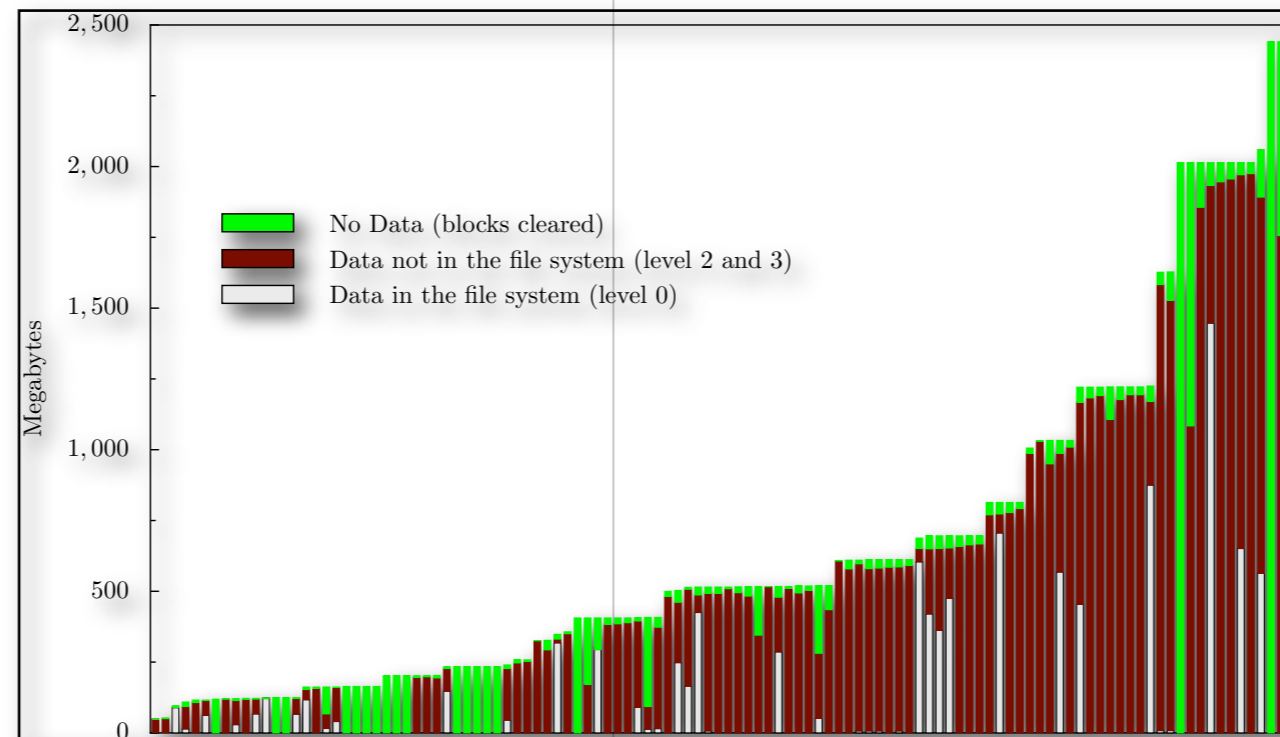 2,500
2,000
1,500
1,000
500
0
Megabytes
No Data (blocks cleared)
Data not in the file system (level 2 and 3)
Data in the file system (level 0)